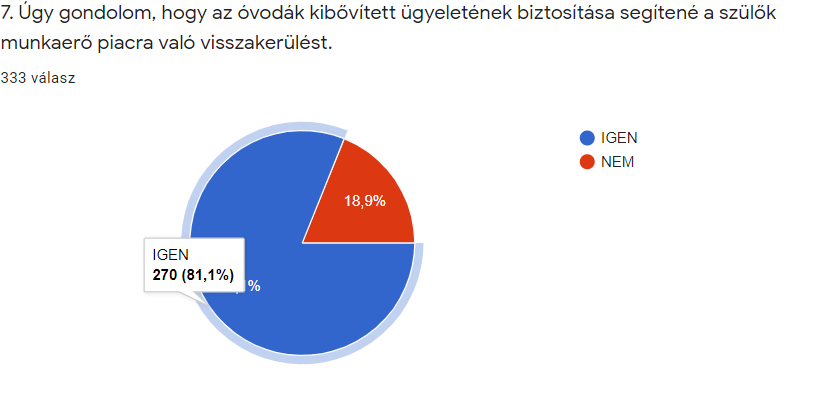 7. Úgy gondolom, hogy az óvodák kibővített ügyeletének biztosítása segítené a szülők
munkaerő piacra való visszakerülést.
333 válasz
IGEN
NEM
18,9%
IGEN
270 (81,1%)
%